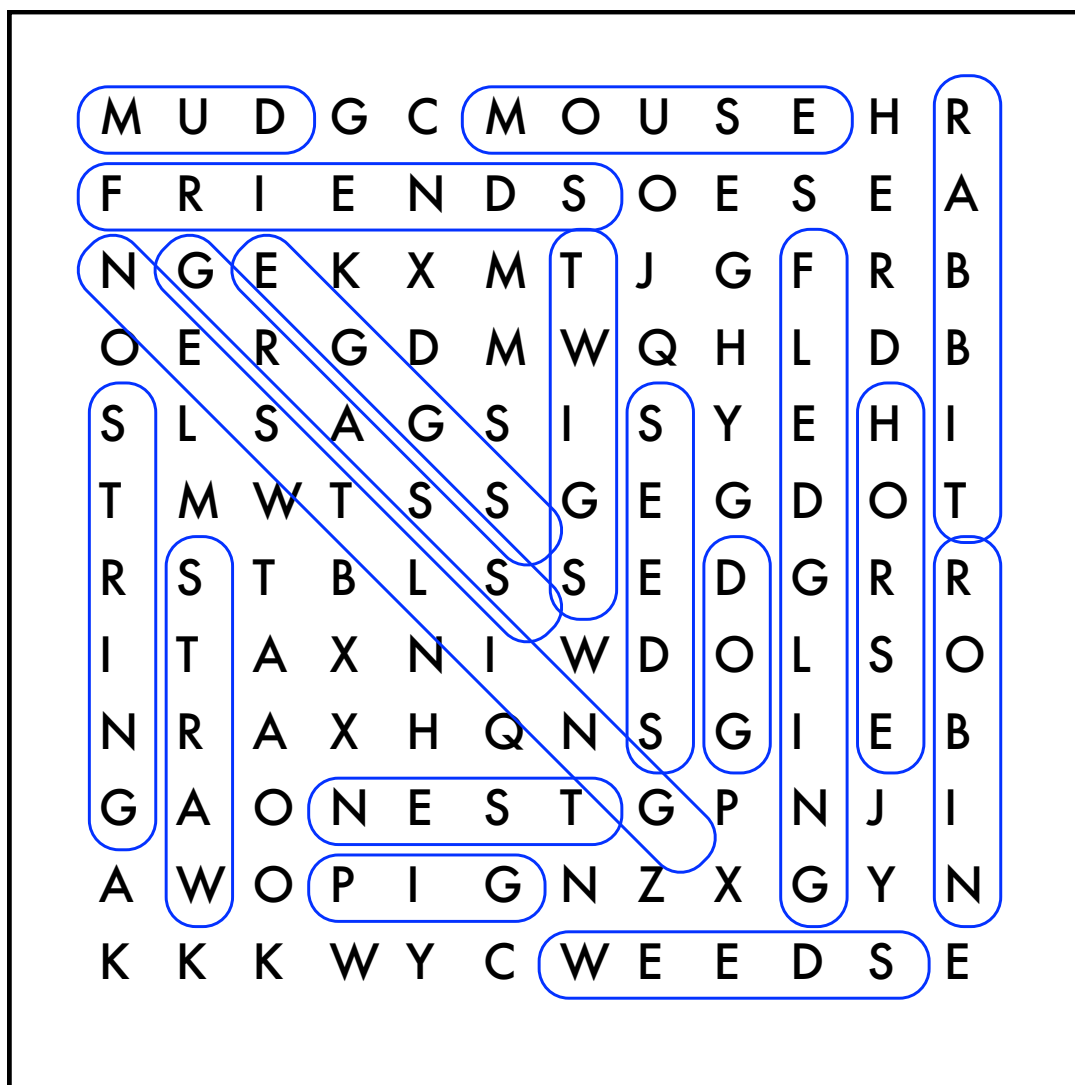 M U D G C M O U S E H R
F R I E N D S O E S E A
N G E K X M T J G F R B
O E R G D M W Q H L D B
S L S A G S I S Y E H I
T M W T S S G E G D O T
R S T B L S S E D G R R
I T A X N I W D O L S O
N R A X H Q N S G I E B
G A O N E S T G P N J I
A W O P I G N Z X G Y N
K K K W Y C W E E D S E